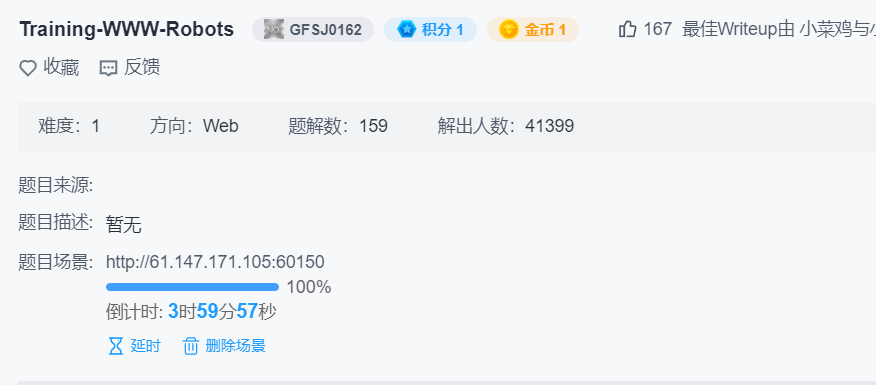 Training-WWW-Robots GFSJ0162 积分 1 金币 1 167 最佳Writeup由 小菜鸡与
收藏 反馈
难度：1 方向：Web 题解数：159 解出人数：41399
题目来源:
题目描述: 暂无
题目场景: http://61.147.171.105:60150
100%
倒计时: 3时59分57秒
延时 删除场景